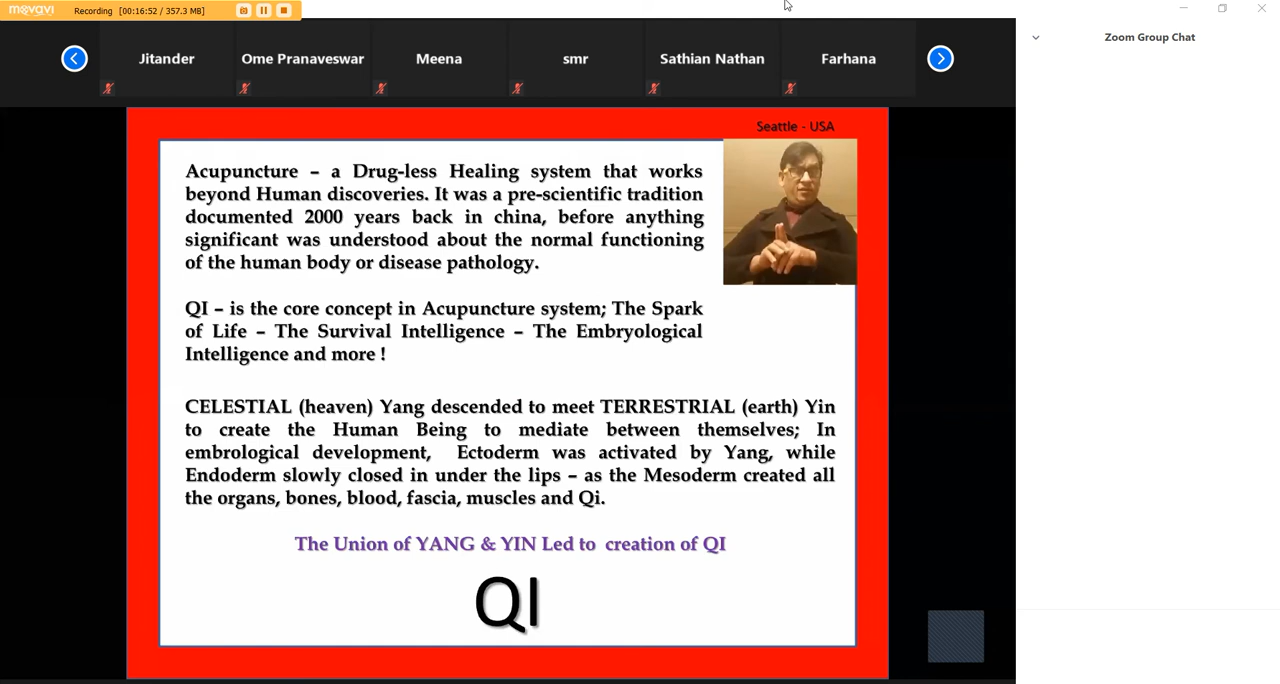 movavi
Recording [00:16:52 / 357.3 MB]
Zoom Group Chat
Jitander
Ome Pranaveswar
Meena
smr
Sathian Nathan
Farhana
Seattle - USA
Acupuncture – a Drug-less Healing system that works
beyond Human discoveries. It was a pre-scientific tradition
documented 2000 years back in china, before anything
significant was understood about the normal functioning
of the human body or disease pathology.
QI – is the core concept in Acupuncture system; The Spark
of Life – The Survival Intelligence – The Embryological
Intelligence and more !
CELESTIAL (heaven) Yang descended to meet TERRESTRIAL (earth) Yin
to create the Human Being to mediate between themselves; In
embrological development, Ectoderm was activated by Yang, while
Endoderm slowly closed in under the lips – as the Mesoderm created all
the organs, bones, blood, fascia, muscles and Qi.
The Union of YANG & YIN Led to creation of QI
QI